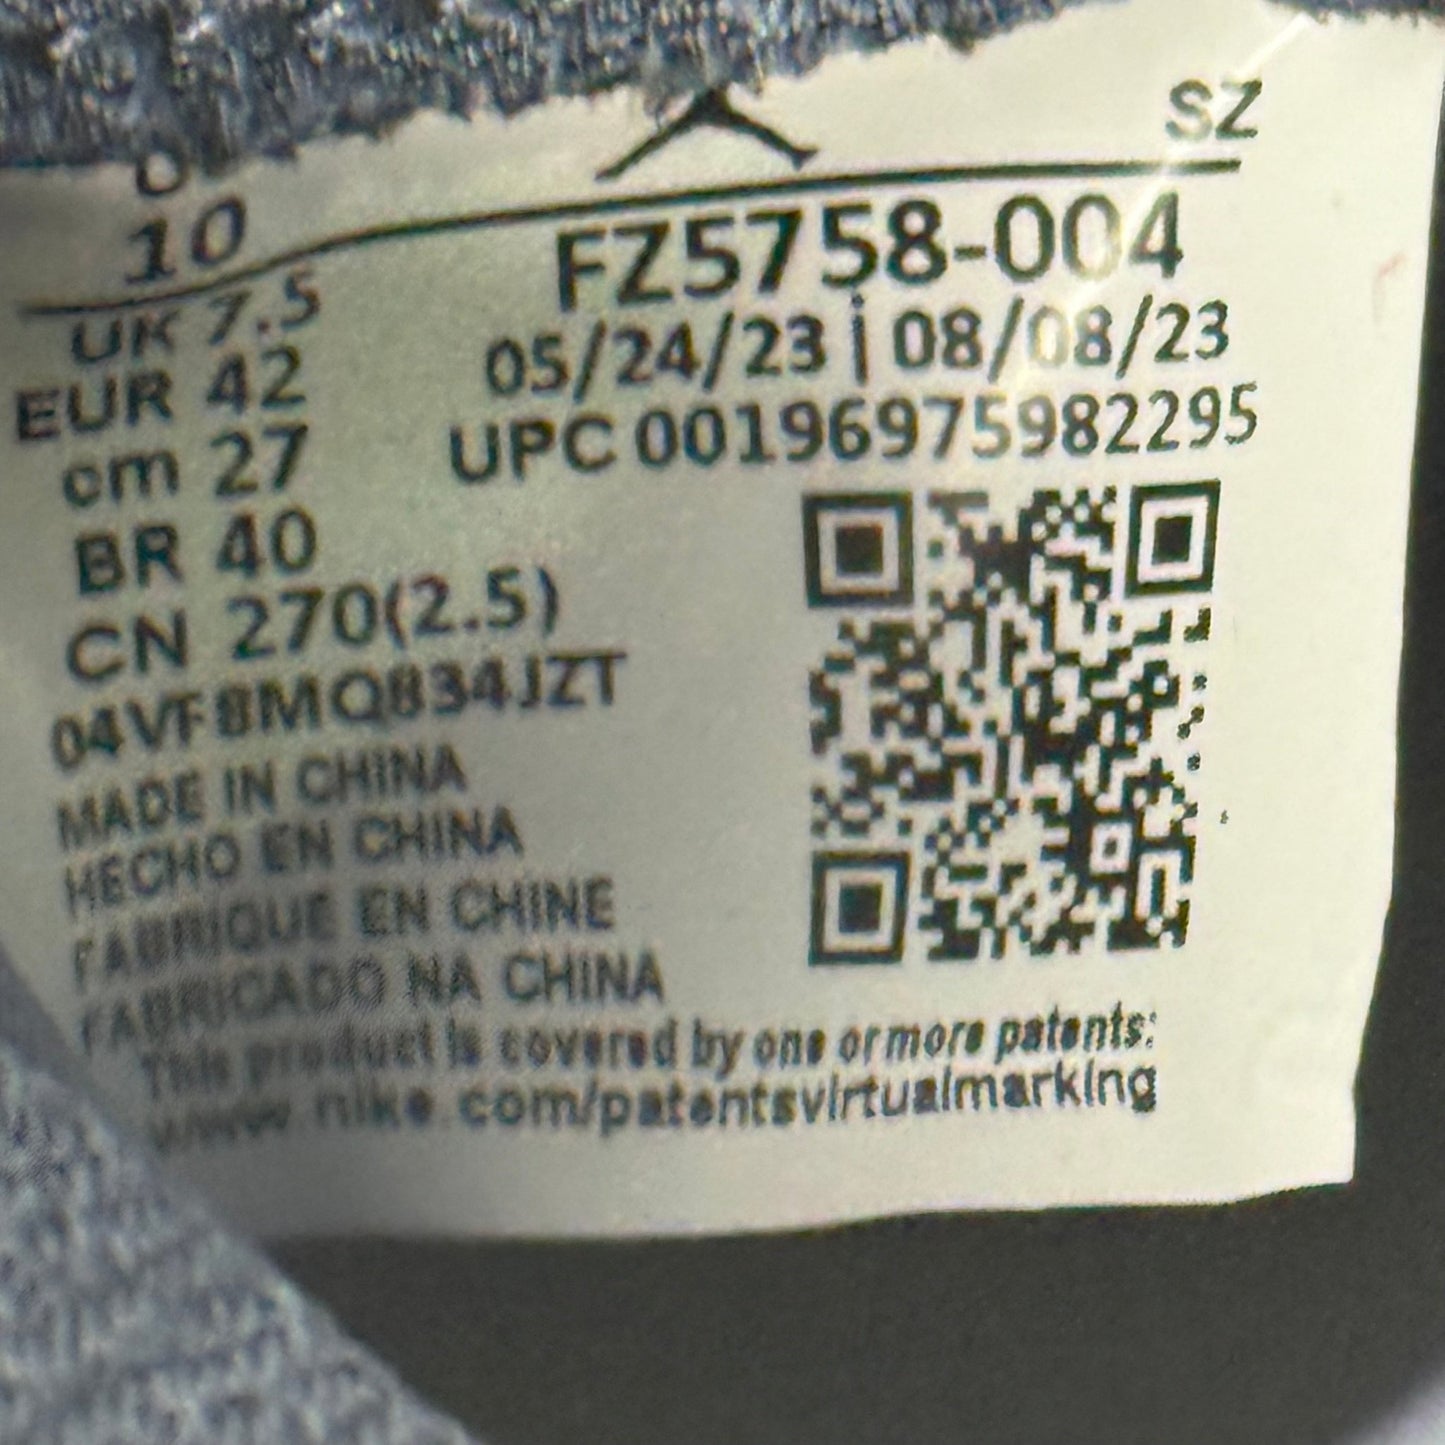 SZ
10
UK 7.5
EUR 42
cm 27
BR 40
CN 270(2.5)
04VF8MQ834JZT
MADE IN CHINA
HECHO EN CHINA
FABRIQUE EN CHINE
FABRICADO NA CHINA
FZ5758-004
05/24/23 | 08/08/23
UPC 00196975982295
This product is covered by one or more patents:
www.nike.com/patentsvirtualmarking